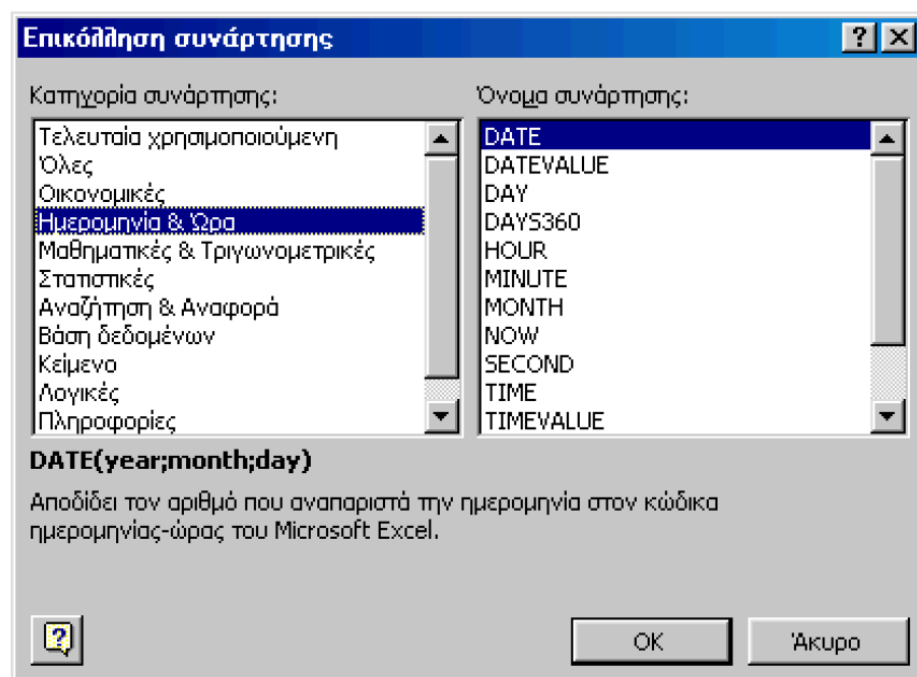 Επικόλληση συνάρτησης
Κατηγορία συνάρτησης:
Τελευταία χρησιμοποιούμενη
Όλες
Οικονομικές
Ημερομηνία & Ώρα
Μαθηματικές & Τριγωνομετρικές
Στατιστικές
Αναζήτηση & Αναφορά
Βάση δεδομένων
Κείμενο
Λογικές
Πληροφορίες
Όνομα συνάρτησης:
DATE
DATEVALUE
DAY
DAYS360
HOUR
MINUTE
MONTH
NOW
SECOND
TIME
TIMEVALUE
DATE(year;month;day)
Αποδίδει τον αριθμό που αναπαριστά την ημερομηνία στον κώδικα
ημερομηνίας-ώρας του Microsoft Excel.
OK
Άκυρο